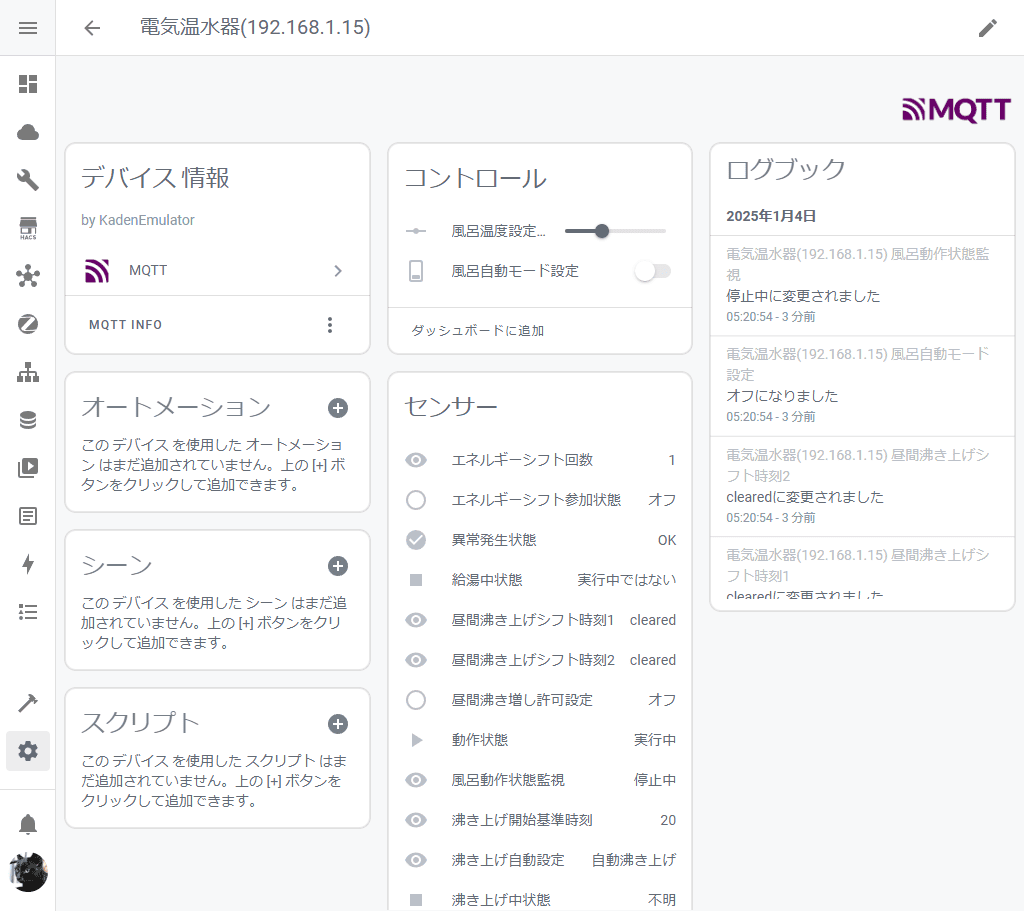 電気温水器(192.168.1.15)
HACS
MQTT
デバイス 情報
by KadenEmulator
MQTT
MQTT INFO
オートメーション
この デバイス を使用した オートメーショ
ン はまだ追加されていません。上の [+] ボ
タンをクリックして追加できます。
シーン
この デバイス を使用した シーン はまだ追
加されていません。上の [+] ボタンをクリ
ックして追加できます。
スクリプト
この デバイス を使用した スクリプト はま
だ追加されていません。上の [+] ボタンを
クリックして追加できます。
コントロール
風呂温度設定…
風呂自動モード設定
ダッシュボードに追加
センサー
エネルギーシフト回数 1
エネルギーシフト参加状態 オフ
異常発生状態 OK
給湯中状態 実行中ではない
昼間沸き上げシフト時刻1 cleared
昼間沸き上げシフト時刻2 cleared
昼間沸き増し許可設定 オフ
動作状態 実行中
風呂動作状態監視 停止中
沸き上げ開始基準時刻 20
沸き上げ自動設定 自動沸き上げ
沸き上げ中状態 不明
ログブック
2025年1月4日
電気温水器(192.168.1.15) 風呂動作状態監
視
停止中に変更されました
05:20:54 - 3 分前
電気温水器(192.168.1.15) 風呂自動モード
設定
オフになりました
05:20:54 - 3 分前
電気温水器(192.168.1.15) 昼間沸き上げシ
フト時刻2
clearedに変更されました
05:20:54 - 3 分前
電気温水器(192.168.1.15) 昼間沸き上げシ
フト時刻1
clearedに変更されました